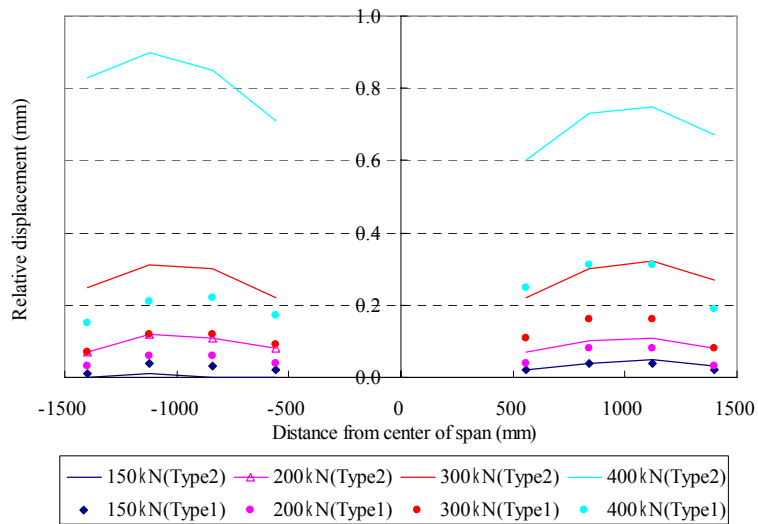 1.0
0.8
0.6
0.4
0.2
0.0
Relative displacement (mm)
-1500 -1000 -500 0 500 1000 1500
Distance from center of span (mm)
150kN(Type2) 200kN(Type2) 300kN(Type2) 400kN(Type2)
150kN(Type1) 200kN(Type1) 300kN(Type1) 400kN(Type1)